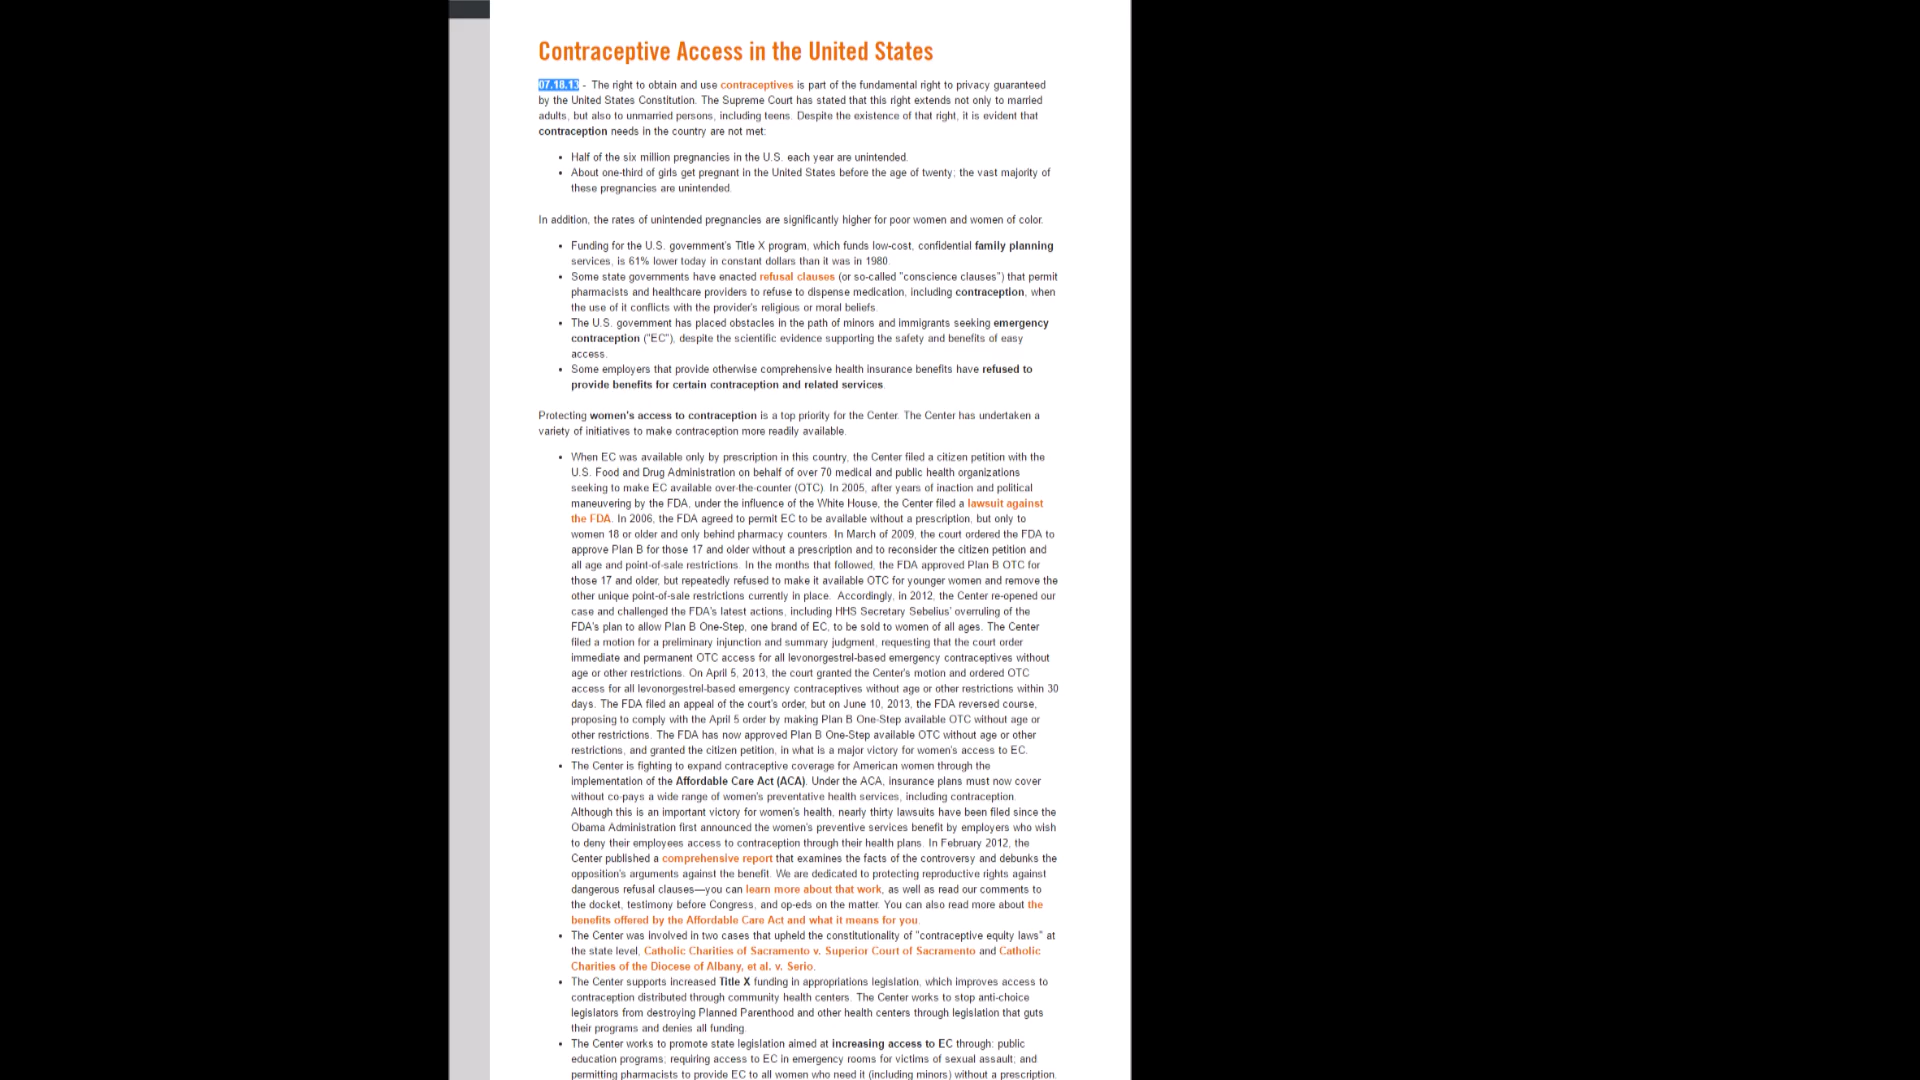 Contraceptive Access in the United States
07.18.13 - The right to obtain and use contraceptives is part of the fundamental right to privacy guaranteed
by the United States Constitution. The Supreme Court has stated that this right extends not only to married
adults, but also to unmarried persons, including teens. Despite the existence of that right, it is evident that
contraception needs in the country are not met:
• Half of the six million pregnancies in the U.S. each year are unintended.
• About one-third of girls get pregnant in the United States before the age of twenty; the vast majority of
these pregnancies are unintended.
In addition, the rates of unintended pregnancies are significantly higher for poor women and women of color.
• Funding for the U.S. government's Title X program, which funds low-cost, confidential family planning
services, is 61% lower today in constant dollars than it was in 1980.
• Some state governments have enacted refusal clauses (or so-called "conscience clauses") that permit
pharmacists and healthcare providers to refuse to dispense medication, including contraception, when
the use of it conflicts with the provider's religious or moral beliefs.
• The U.S. government has placed obstacles in the path of minors and immigrants seeking emergency
contraception ("EC"), despite the scientific evidence supporting the safety and benefits of easy
access.
• Some employers that provide otherwise comprehensive health insurance benefits have refused to
provide benefits for certain contraception and related services.
Protecting women's access to contraception is a top priority for the Center. The Center has undertaken a
variety of initiatives to make contraception more readily available.
• When EC was available only by prescription in this country, the Center filed a citizen petition with the
U.S. Food and Drug Administration on behalf of over 70 medical and public health organizations
seeking to make EC available over-the-counter (OTC). In 2005, after years of inaction and political
maneuvering by the FDA, under the influence of the White House, the Center filed a lawsuit against
the FDA. In 2006, the FDA agreed to permit EC to be available without a prescription, but only to
women 18 or older and only behind pharmacy counters. In March of 2009, the court ordered the FDA to
approve Plan B for those 17 and older without a prescription and to reconsider the citizen petition and
all age and point-of-sale restrictions. In the months that followed, the FDA approved Plan B OTC for
those 17 and older, but repeatedly refused to make it available OTC for younger women and remove the
other unique point-of-sale restrictions currently in place. Accordingly, in 2012, the Center re-opened our
case and challenged the FDA's latest actions, including HHS Secretary Sebelius' overruling of the
FDA's plan to allow Plan B One-Step, one brand of EC, to be sold to women of all ages. The Center
filed a motion for a preliminary injunction and summary judgment, requesting that the court order
immediate and permanent OTC access for all levonorgestrel-based emergency contraceptives without
age or other restrictions. On April 5, 2013, the court granted the Center's motion and ordered OTC
access for all levonorgestrel-based emergency contraceptives without age or other restrictions within 30
days. The FDA filed an appeal of the court's order, but on June 10, 2013, the FDA reversed course,
proposing to comply with the April 5 order by making Plan B One-Step available OTC without age or
other restrictions. The FDA has now approved Plan B One-Step available OTC without age or other
restrictions, and granted the citizen petition, in what is a major victory for women's access to EC.
• The Center is fighting to expand contraceptive coverage for American women through the
implementation of the Affordable Care Act (ACA). Under the ACA, insurance plans must now cover
without co-pays a wide range of women's preventative health services, including contraception.
Although this is an important victory for women's health, nearly thirty lawsuits have been filed since the
Obama Administration first announced the women's preventive services benefit by employers who wish
to deny their employees access to contraception through their health plans. In February 2012, the
Center published a comprehensive report that examines the facts of the controversy and debunks the
opposition's arguments against the benefit. We are dedicated to protecting reproductive rights against
dangerous refusal clauses—you can learn more about that work, as well as read our comments to
the docket, testimony before Congress, and op-eds on the matter. You can also read more about the
benefits offered by the Affordable Care Act and what it means for you.
• The Center was involved in two cases that upheld the constitutionality of "contraceptive equity laws" at
the state level, Catholic Charities of Sacramento v. Superior Court of Sacramento and Catholic
Charities of the Diocese of Albany, et al. v. Serio.
• The Center supports increased Title X funding in appropriations legislation, which improves access to
contraception distributed through community health centers. The Center works to stop anti-choice
legislators from destroying Planned Parenthood and other health centers through legislation that guts
their programs and denies all funding.
• The Center works to promote state legislation aimed at increasing access to EC through: public
education programs; requiring access to EC in emergency rooms for victims of sexual assault; and
permitting pharmacists to provide EC to all women who need it (including minors) without a prescription.